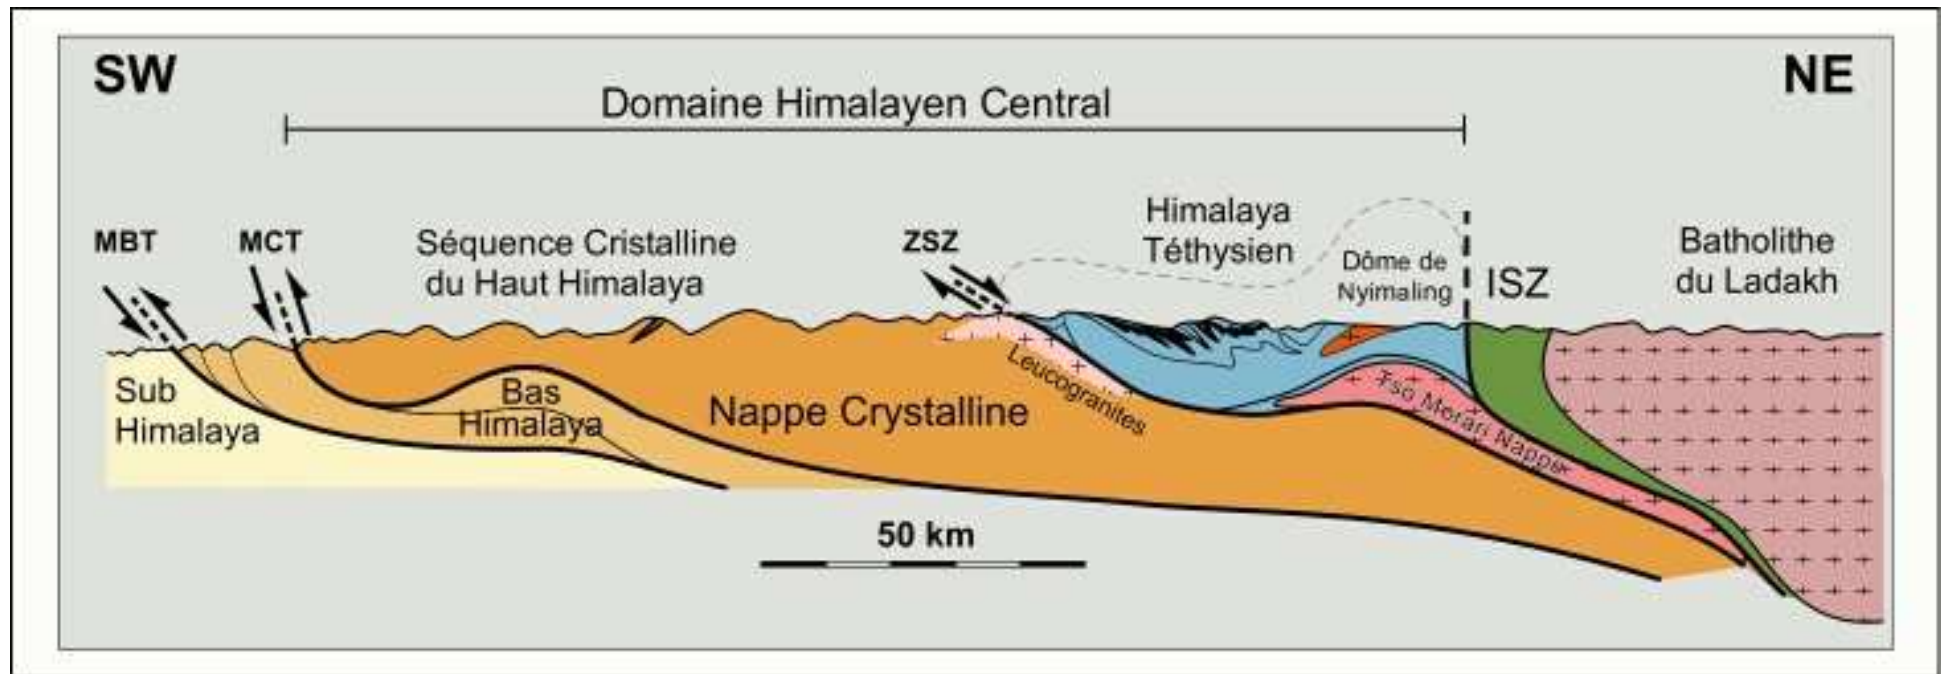 SW
NE
Domaine Himalayen Central
MBT
MCT
Séquence Cristalline
du Haut Himalaya
ZSZ
Himalaya
Téthysien
Dôme de
Nyimaling
ISZ
Batholithe
du Ladakh
Sub
Himalaya
Bas
Himalaya
Nappe Crystalline
Leucogranites
Tso Morari Nappe
50 km